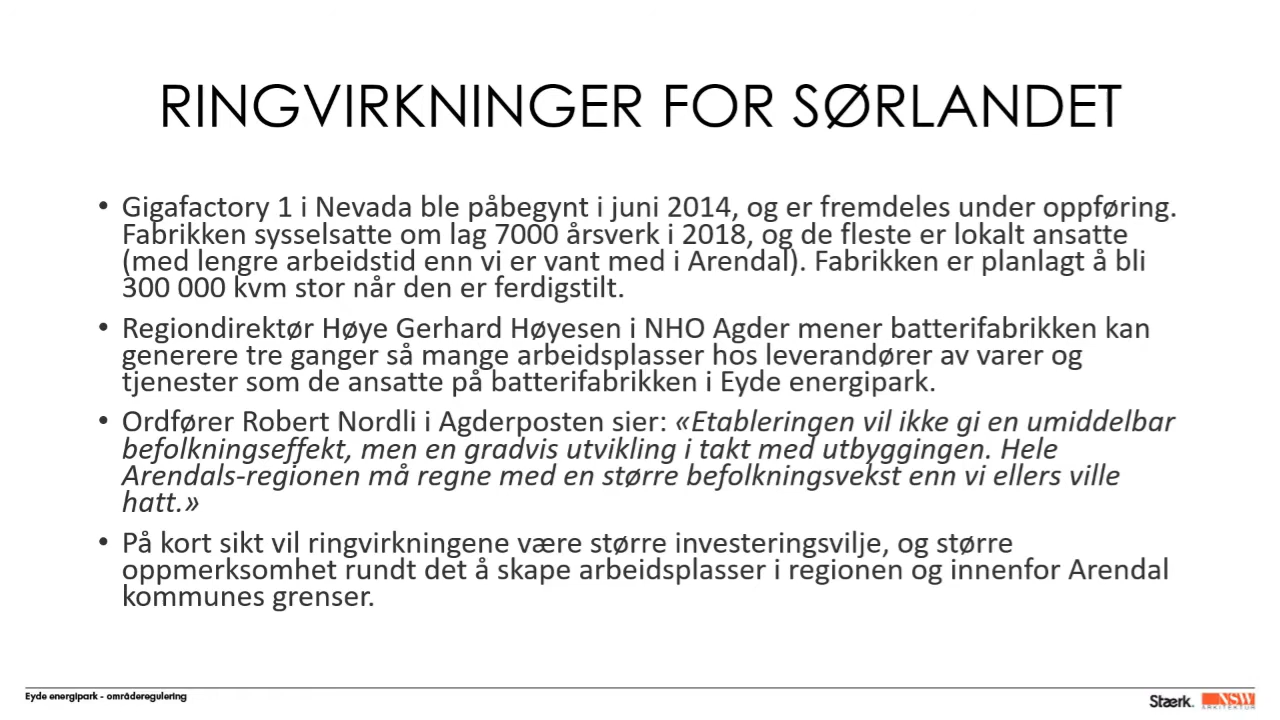 RINGVIRKNINGER FOR SØRLANDET
• Gigafactory 1 i Nevada ble påbegynt i juni 2014, og er fremdeles under oppføring.
Fabrikken sysselsatte om lag 7000 årsverk i 2018, og de fleste er lokalt ansatte
(med lengre arbeidstid enn vi er vant med i Arendal). Fabrikken er planlagt å bli
300 000 kvm stor når den er ferdigstilt.
• Regiondirektør Høye Gerhard Høyesen i NHO Agder mener batterifabrikken kan
generere tre ganger så mange arbeidsplasser hos leverandører av varer og
tjenester som de ansatte på batterifabrikken i Eyde energipark.
• Ordfører Robert Nordli i Agderposten sier: «Etableringen vil ikke gi en umiddelbar
befolkningseffekt, men en gradvis utvikling i takt med utbyggingen. Hele
Arendals-regionen må regne med en større befolkningsvekst enn vi ellers ville
hatt.»
• På kort sikt vil ringvirkningene være større investeringsvilje, og større
oppmerksomhet rundt det å skape arbeidsplasser i regionen og innenfor Arendal
kommunes grenser.
Eyde energipark - områderegulering
Stærk.
NSW
ARKITEKTUR